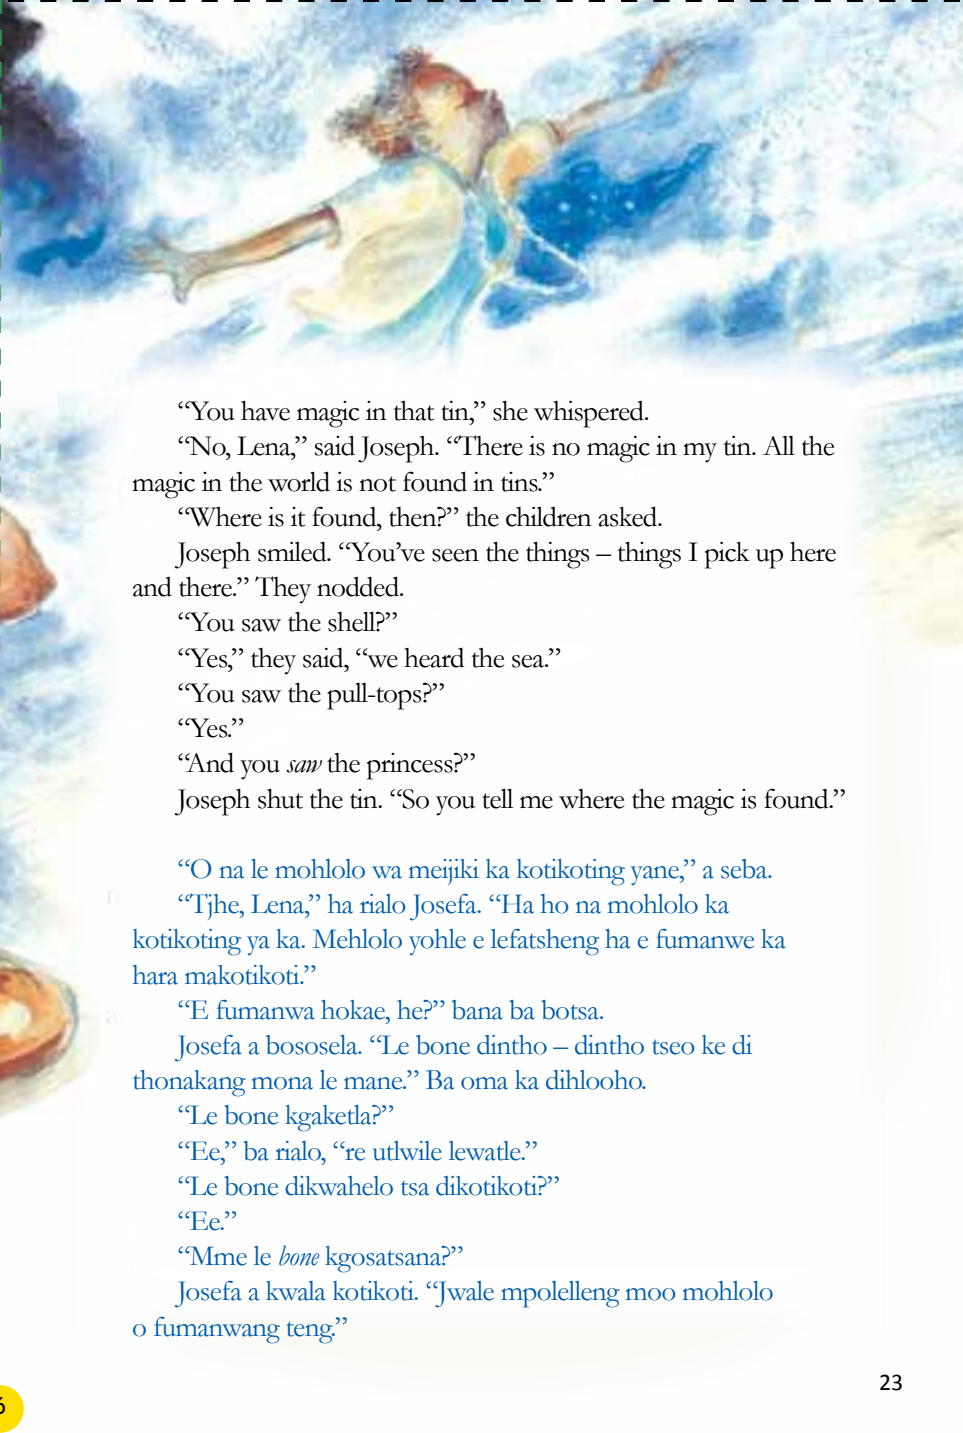 “You have magic in that tin,” she whispered.
“No, Lena,” said Joseph. “There is no magic in my tin. All the
magic in the world is not found in tins.”
“Where is it found, then?” the children asked.
Joseph smiled. “You’ve seen the things – things I pick up here
and there.” They nodded.
“You saw the shell?”
“Yes,” they said, “we heard the sea.”
“You saw the pull-tops?”
“Yes.”
“And you saw the princess?”
Joseph shut the tin. “So you tell me where the magic is found.”
“O na le mohlolo wa meijiki ka kotikoting yane,” a seba.
“Tjhe, Lena,” ha rialo Josefa. “Ha ho na mohlolo ka
kotikoting ya ka. Mehlolo yohle e lefatsheng ha e fumanwe ka
hara makotikoti.”
“E fumanwa hokae, he?” bana ba botsa.
Josefa a bososela. “Le bone dintho – dintho tseo ke di
thonakang mona le mane.” Ba oma ka dihlooho.
“Le bone kgaketla?”
“Ee,” ba rialo, “re utlwile lewatle.”
“Le bone dikwahelo tsa dikotikoti?”
“Ee.”
“Mme le bone kgosatsana?”
Josefa a kwala kotikoti. “Jwale mpolelleng moo mohlolo
o fumanwang teng.”
23